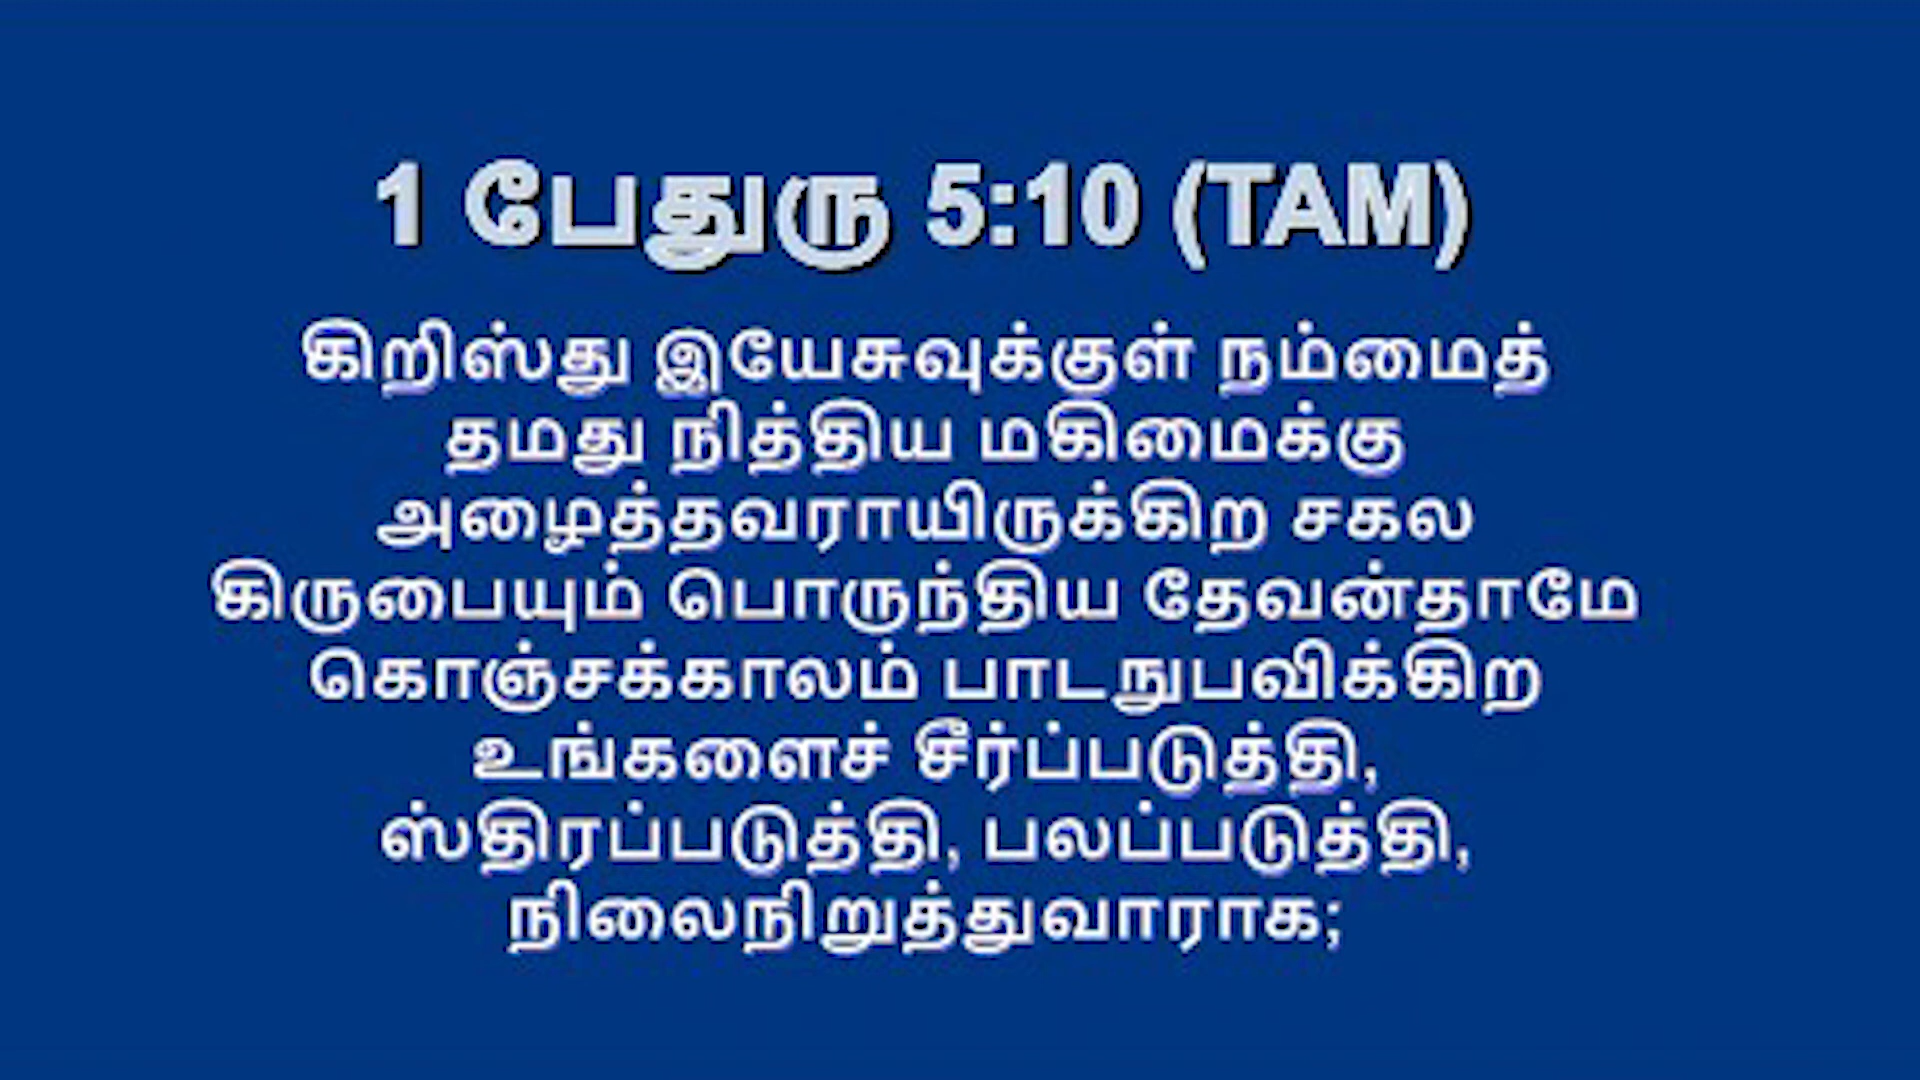 1 பேதுரு 5:10 (TAM)
கிறிஸ்து இயேசுவுக்குள் நம்மைத்
தமது நித்திய மகிமைக்கு
அழைத்தவராயிருக்கிற சகல
கிருபையும் பொருந்திய தேவன்தாமே
கொஞ்சக்காலம் பாடநுபவிக்கிற
உங்களைச் சீர்ப்படுத்தி,
ஸ்திரப்படுத்தி, பலப்படுத்தி,
நிலைநிறுத்துவாராக;